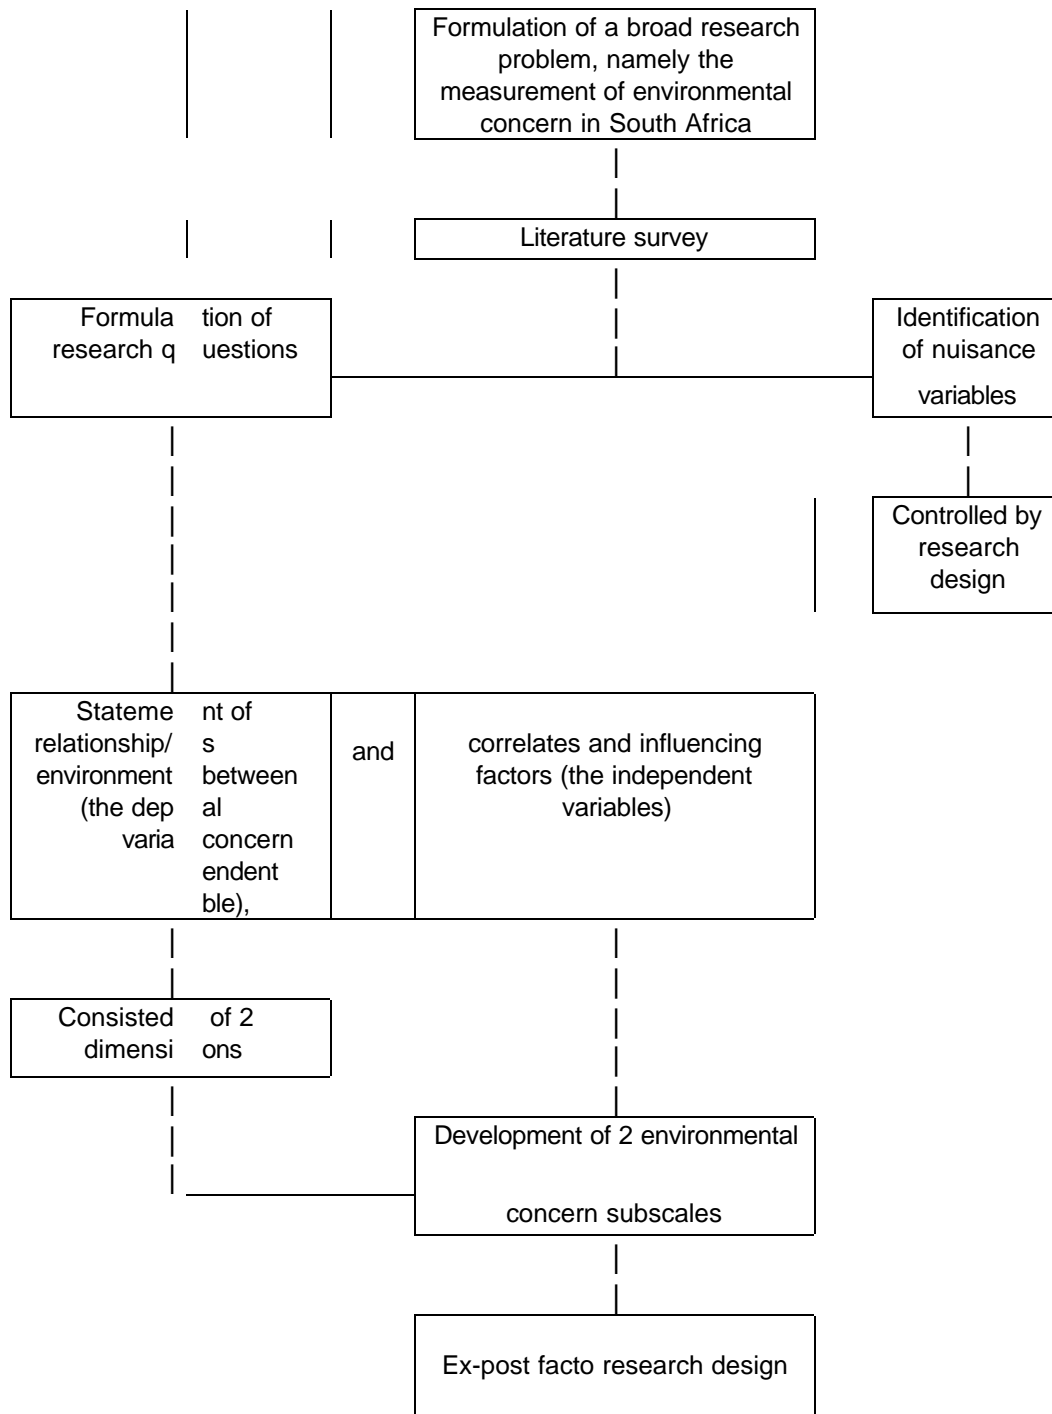 Formulation of a broad research
problem, namely the
measurement of environmental
concern in South Africa
Literature survey
Formula tion of
research q uestions
Identification
of nuisance
variables
Controlled by
research
design
Stateme nt of
relationship/ s
environment between
(the dep al
varia concern
endent
ble),
and
correlates and influencing
factors (the independent
variables)
Consisted of 2
dimensi ons
Development of 2 environmental
concern subscales
Ex-post facto research design